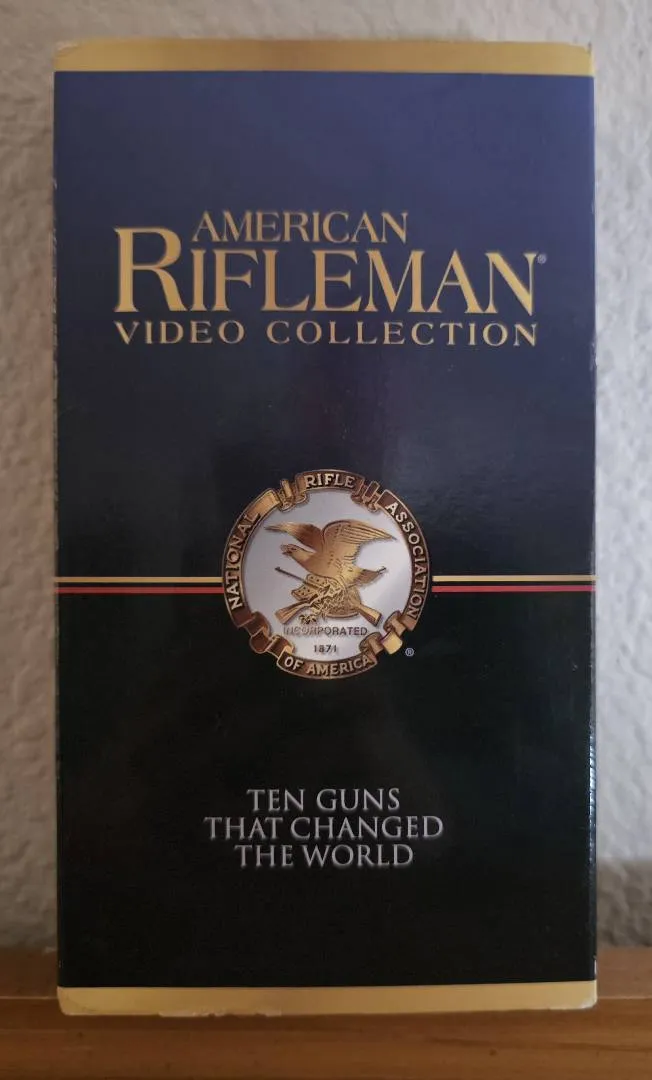 AMERICAN
RIFLEMAN®
VIDEO COLLECTION
NATIONAL RIFLE ASSOCIATION
INCORPORATED
1871
OF AMERICA
®
TEN GUNS
THAT CHANGED
THE WORLD